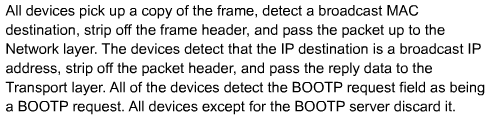 All devices pick up a copy of the frame, detect a broadcast MAC
destination, strip off the frame header, and pass the packet up to the
Network layer. The devices detect that the IP destination is a broadcast IP
address, strip off the packet header, and pass the reply data to the
Transport layer. All of the devices detect the BOOTP request field as being
a BOOTP request. All devices except for the BOOTP server discard it.